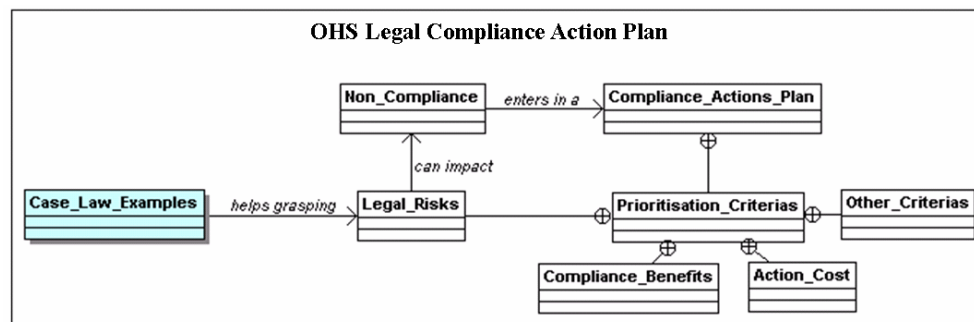 OHS Legal Compliance Action Plan
Non_Compliance
enters in a
Compliance_Actions_Plan
can impact
Case_Law_Examples
helps grasping
Legal_Risks
Prioritisation_Criterias
Other_Criterias
Compliance_Benefits
Action_Cost